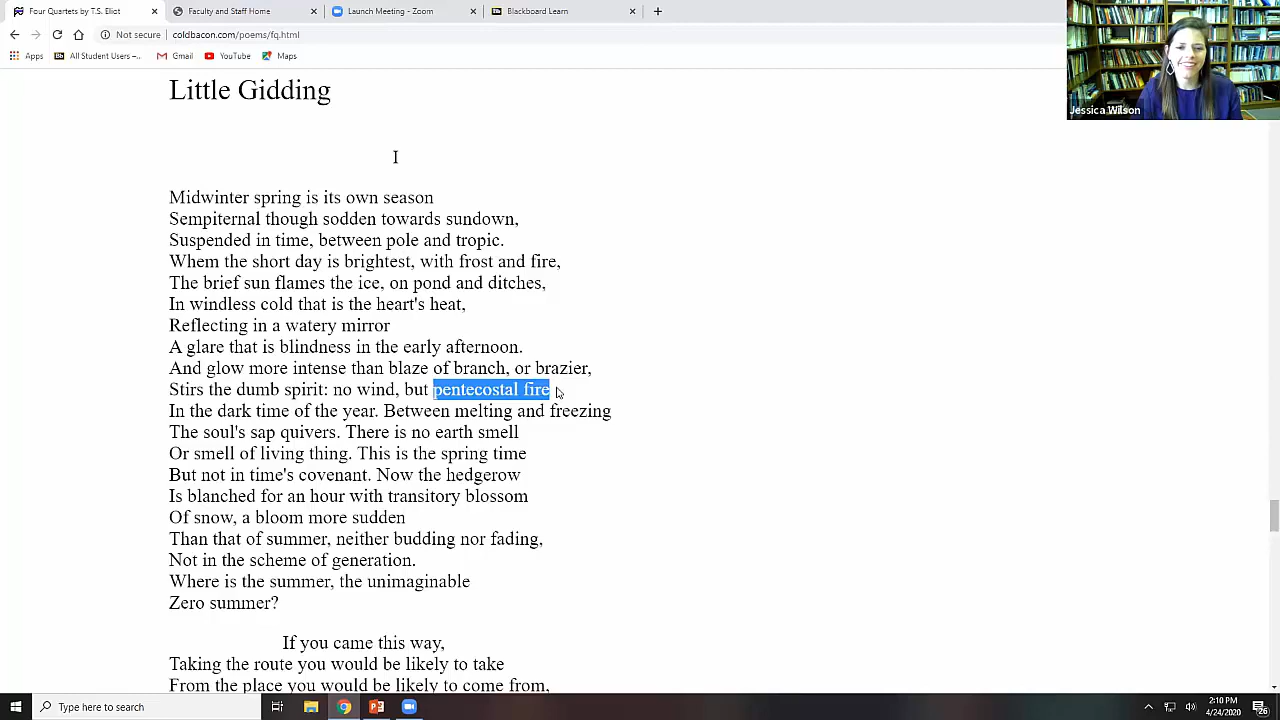 Four Quartets by T.S. Eliot
Faculty and Staff Home
Launch Meeting - Zoom
Blackboard Learn
Not secure
coldbacon.com/poems/fq.html
Apps
Bb
All Student Users –...
Gmail
YouTube
Maps
Jessica Wilson
Little Gidding
I
Midwinter spring is its own season
Sempiternal though sodden towards sundown,
Suspended in time, between pole and tropic.
Whem the short day is brightest, with frost and fire,
The brief sun flames the ice, on pond and ditches,
In windless cold that is the heart's heat,
Reflecting in a watery mirror
A glare that is blindness in the early afternoon.
And glow more intense than blaze of branch, or brazier,
Stirs the dumb spirit: no wind, but pentecostal fire
In the dark time of the year. Between melting and freezing
The soul's sap quivers. There is no earth smell
Or smell of living thing. This is the spring time
But not in time's covenant. Now the hedgerow
Is blanched for an hour with transitory blossom
Of snow, a bloom more sudden
Than that of summer, neither budding nor fading,
Not in the scheme of generation.
Where is the summer, the unimaginable
Zero summer?
If you came this way,
Taking the route you would be likely to take
From the place you would be likely to come from,
Type here to search
2:10 PM
4/24/2020
26